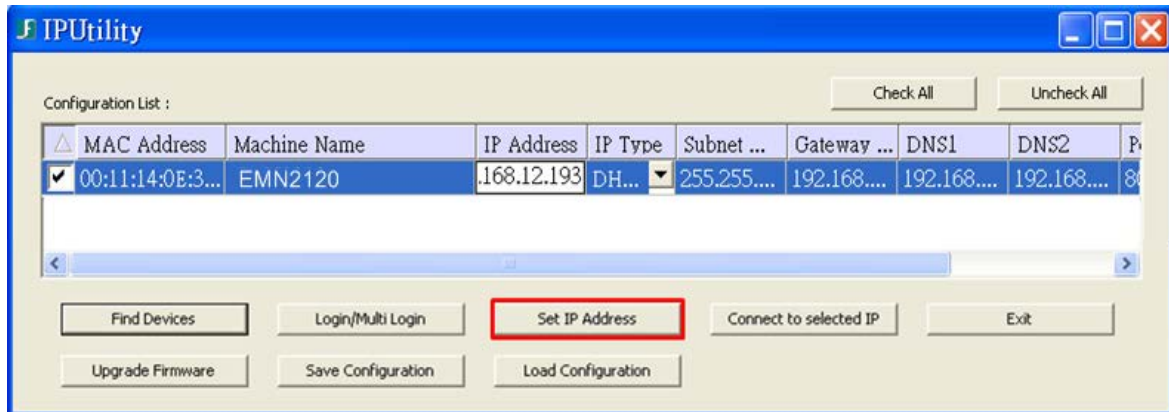 IPUtility
Check All Uncheck All
Configuration List :
MAC Address Machine Name IP Address IP Type Subnet ... Gateway ... DNS1 DNS2
00:11:14:0E:3... EMN2120 .168.12.193 DH... 255.255.... 192.168.... 192.168.... 192.168....
Find Devices Login/Multi Login Set IP Address Connect to selected IP Exit
Upgrade Firmware Save Configuration Load Configuration